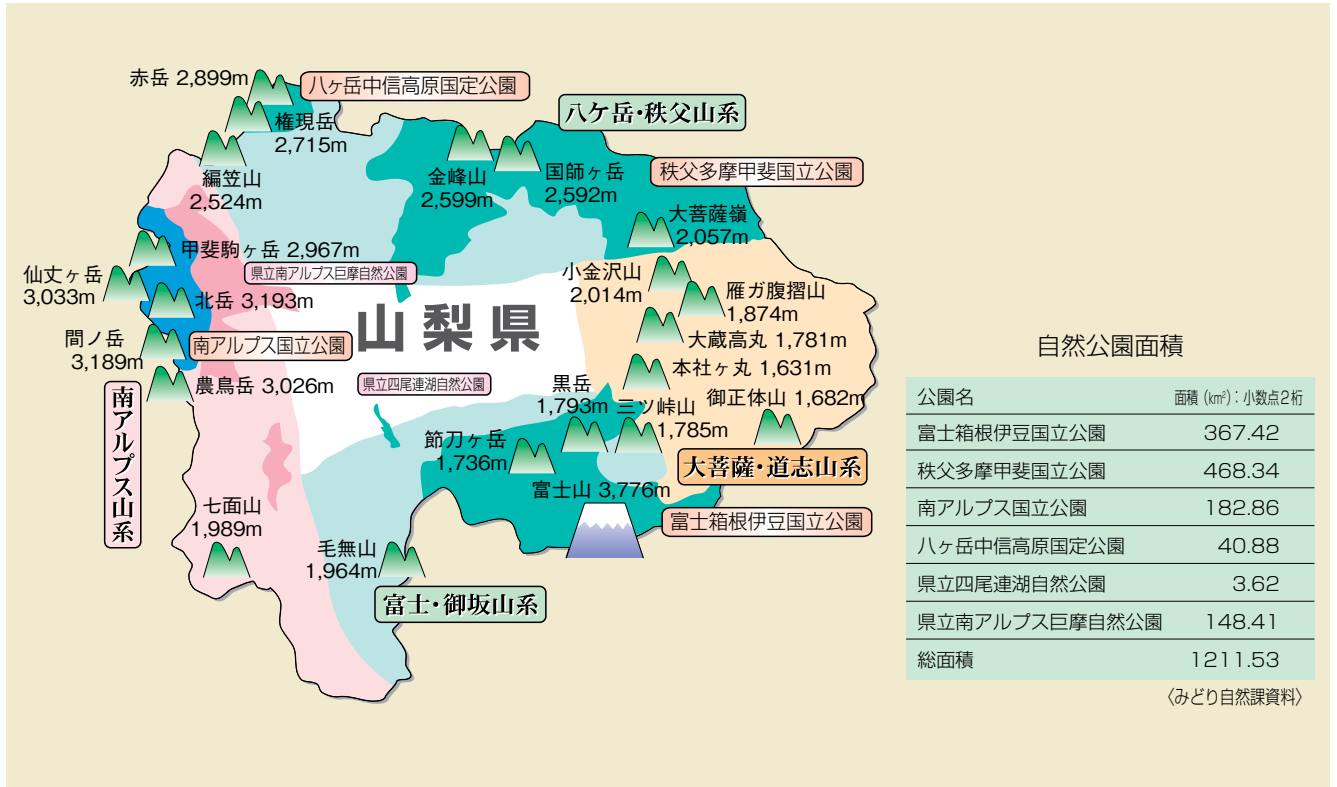 赤岳 2,899m
八ヶ岳中信高原国定公園
権現岳
2,715m
編笠山
2,524m
八ケ岳・秩父山系
金峰山
2,599m
国師ヶ岳
2,592m
秩父多摩甲斐国立公園
大菩薩嶺
2,057m
甲斐駒ヶ岳 2,967m
仙丈ヶ岳
3,033m
県立南アルプス巨摩自然公園
北岳 3,193m
間ノ岳
3,189m
南アルプス国立公園
農鳥岳 3,026m
南アルプス山系
山梨県
小金沢山
2,014m
雁ガ腹摺山
1,874m
大蔵高丸 1,781m
本社ヶ丸 1,631m
御正体山 1,682m
県立四尾連湖自然公園
黒岳
1,793m
三ツ峠山
1,785m
節刀ヶ岳
1,736m
大菩薩・道志山系
富士山 3,776m
富士箱根伊豆国立公園
七面山
1,989m
毛無山
1,964m
富士・御坂山系
自然公園面積
公園名 面積（km²）：小数点2桁
富士箱根伊豆国立公園 367.42
秩父多摩甲斐国立公園 468.34
南アルプス国立公園 182.86
八ヶ岳中信高原国定公園 40.88
県立四尾連湖自然公園 3.62
県立南アルプス巨摩自然公園 148.41
総面積 1211.53
〈みどり自然課資料〉